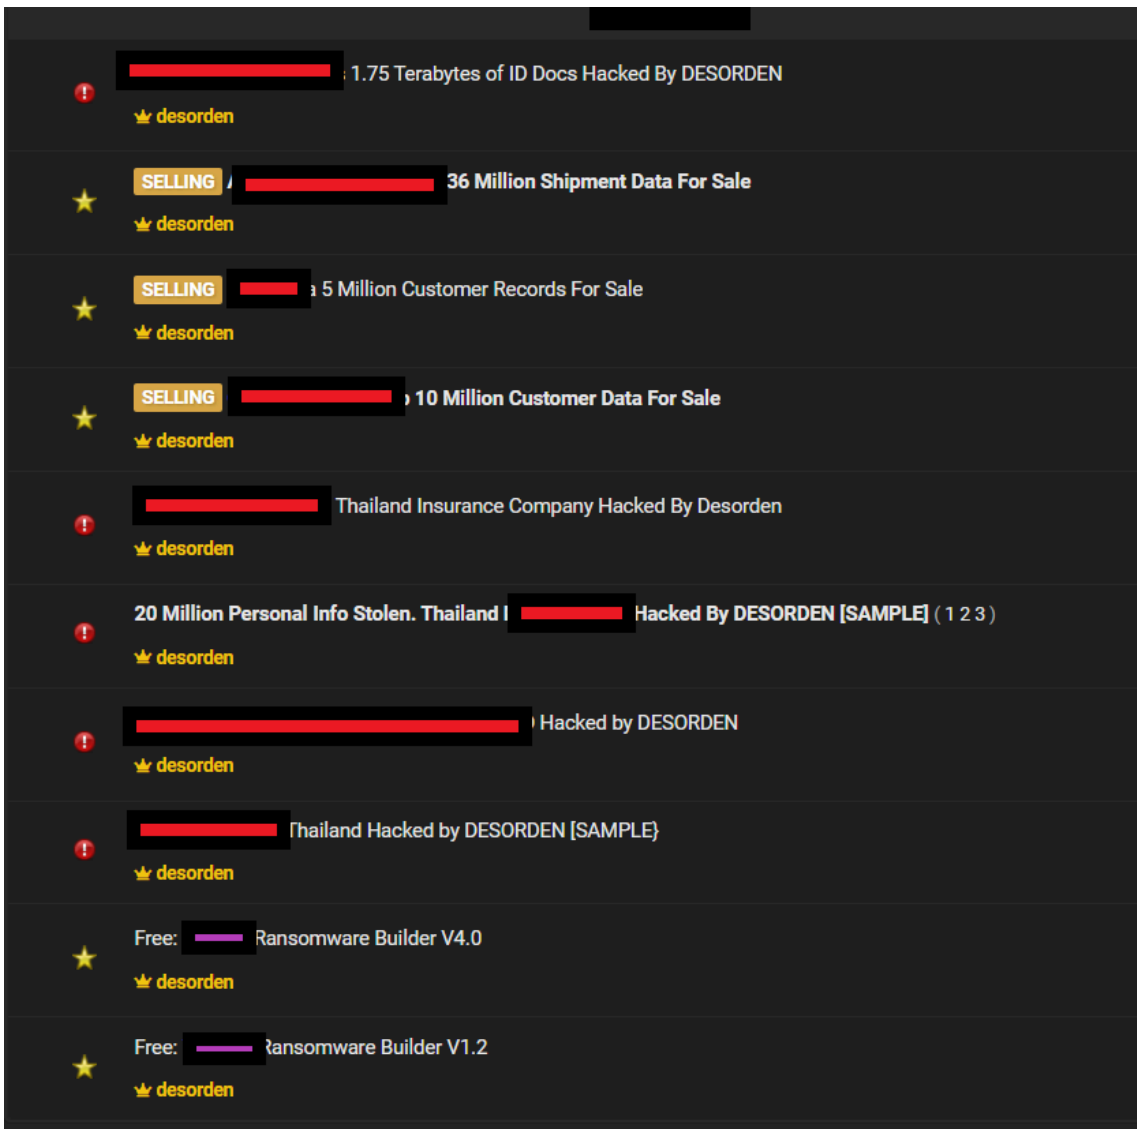 1.75 Terabytes of ID Docs Hacked By DESORDEN
desorden
SELLING 36 Million Shipment Data For Sale
desorden
SELLING 5 Million Customer Records For Sale
desorden
SELLING 10 Million Customer Data For Sale
desorden
Thailand Insurance Company Hacked By Desorden
desorden
20 Million Personal Info Stolen. Thailand Hacked By DESORDEN [SAMPLE] ( 1 2 3 )
desorden
Hacked by DESORDEN
desorden
Thailand Hacked by DESORDEN [SAMPLE}
desorden
Free: Ransomware Builder V4.0
desorden
Free: Ransomware Builder V1.2
desorden